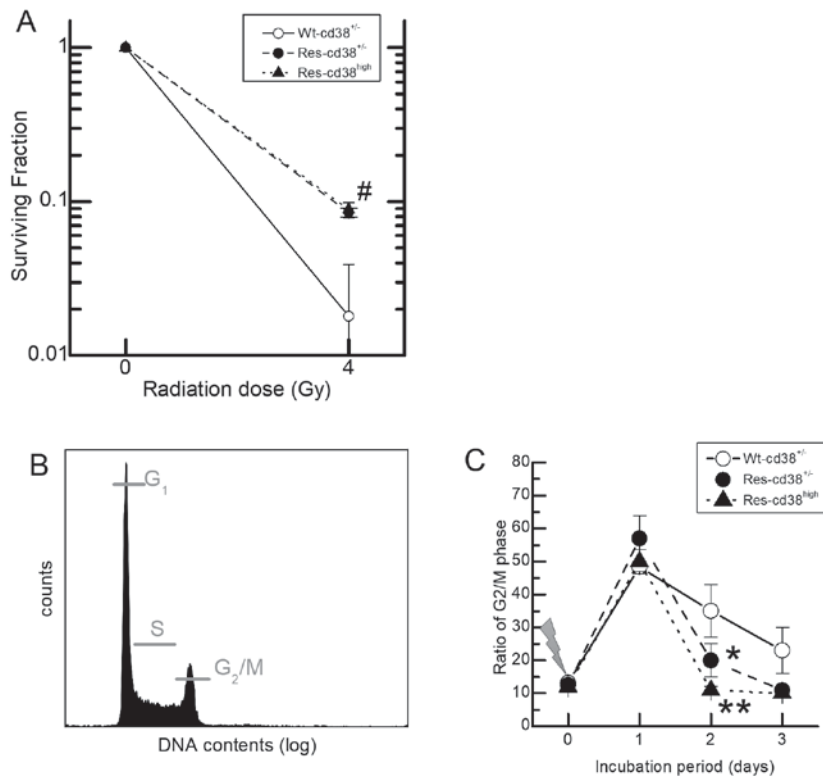 A
Wt-cd38+/-
Res-cd38+/-
Res-cd38high
1
0.1
0.01
#
Surviving Fraction
0
4
Radiation dose (Gy)
B
G1
S
G2/M
counts
DNA contents (log)
C
Wt-cd38+/-
Res-cd38+/-
Res-cd38high
80
70
60
50
40
30
20
10
0
Ratio of G2/M phase
*
**
0 1 2 3
Incubation period (days)